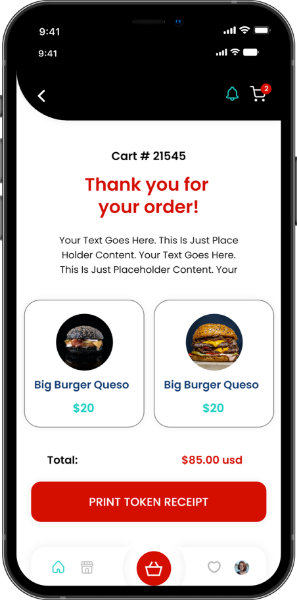 9:41
9:41
2
Cart # 21545
Thank you for
your order!
Your Text Goes Here. This Is Just Place
Holder Content. Your Text Goes Here.
This Is Just Placeholder Content. Your
Big Burger Queso
$20
Big Burger Queso
$20
Total:
$85.00 usd
PRINT TOKEN RECEIPT